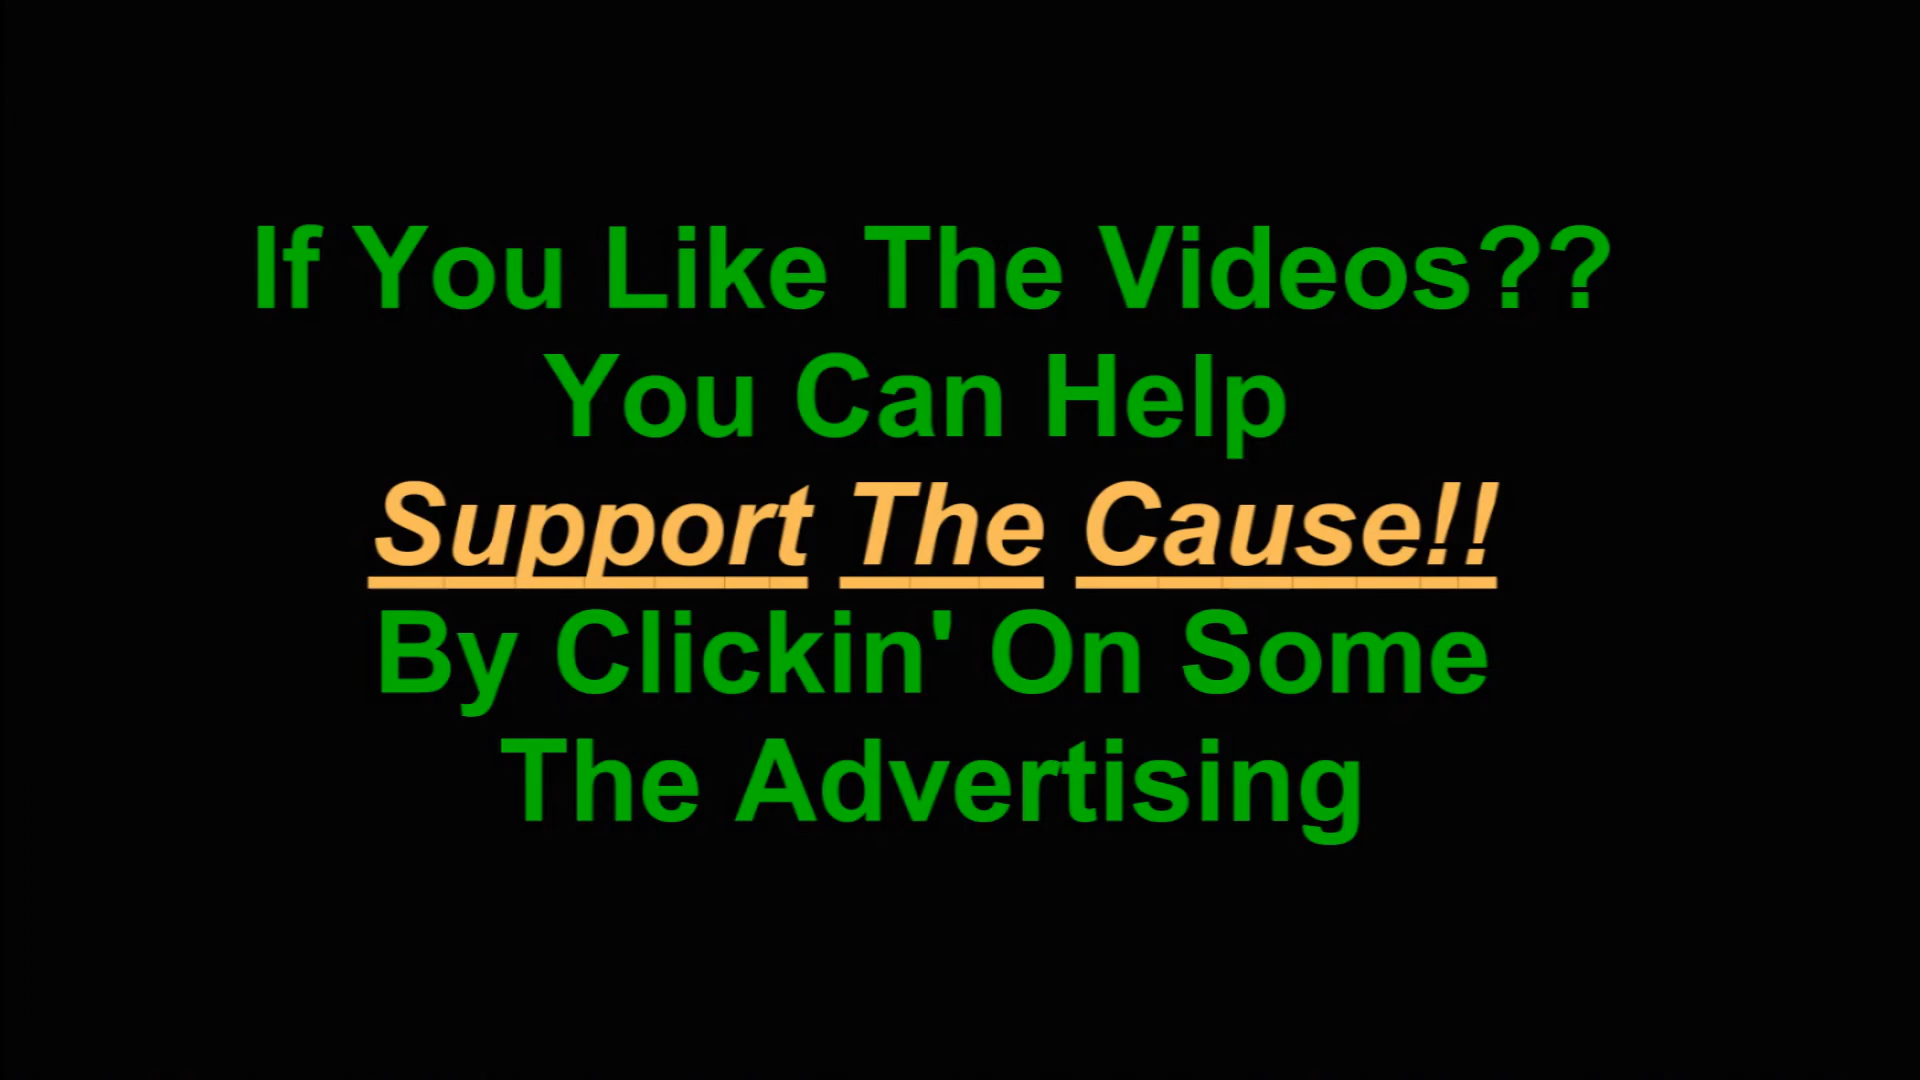 If You Like The Videos??
You Can Help
Support The Cause!!
By Clickin' On Some
The Advertising